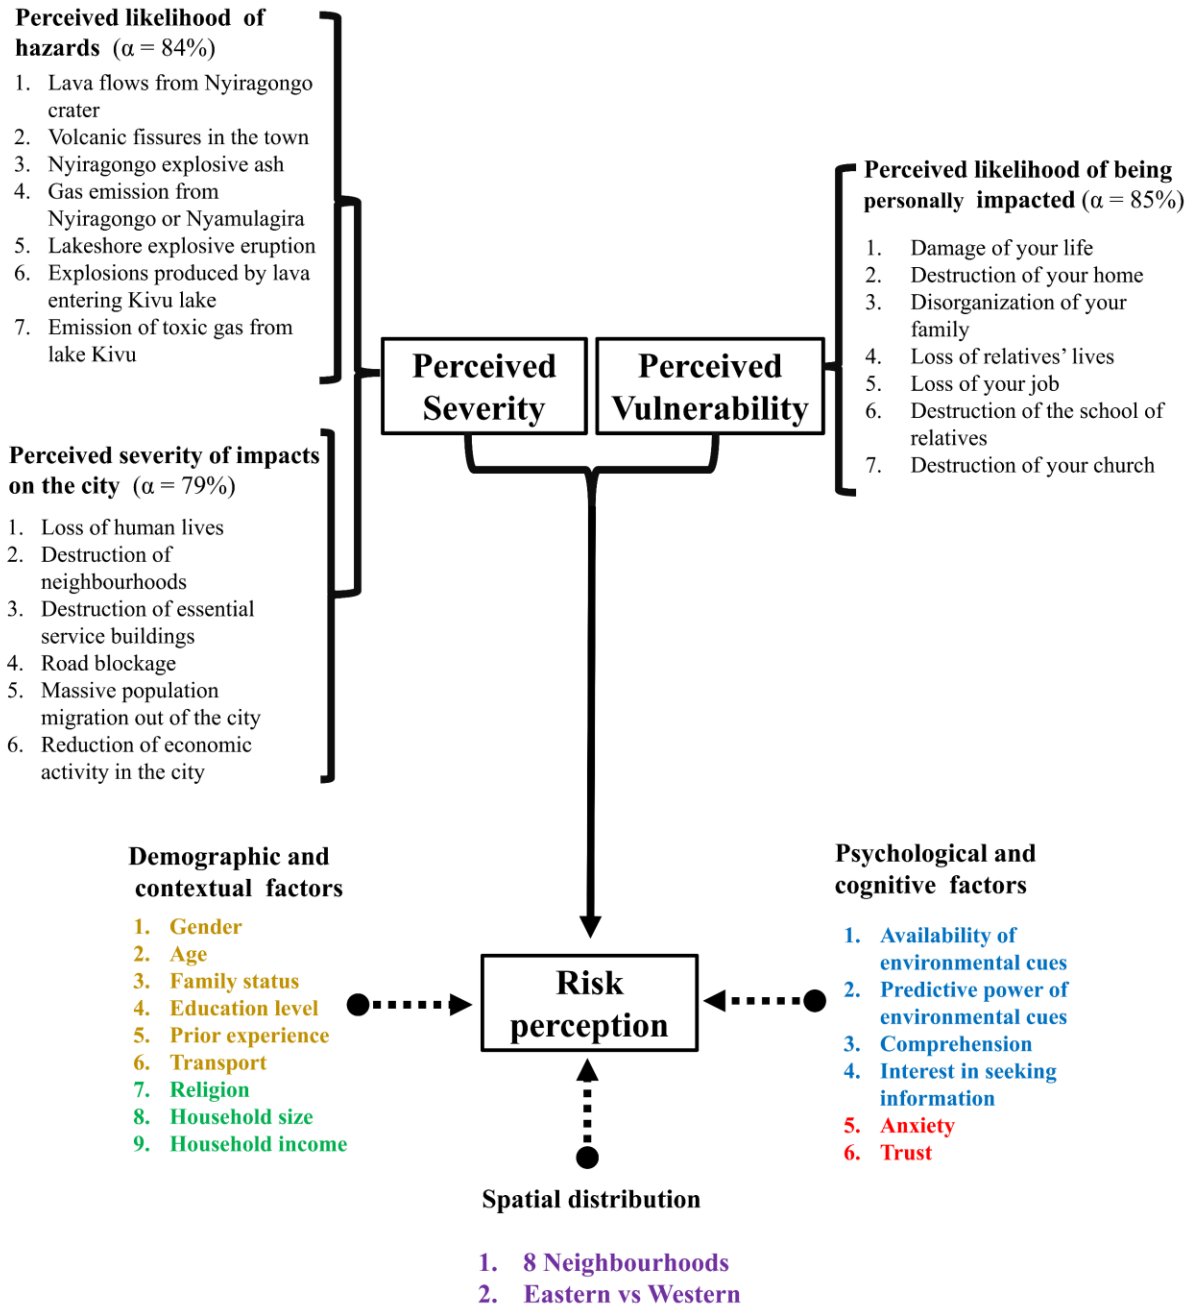 Perceived likelihood of
hazards (α = 84%)
1. Lava flows from Nyiragongo
crater
2. Volcanic fissures in the town
3. Nyiragongo explosive ash
4. Gas emission from
Nyiragongo or Nyamulagira
5. Lakeshore explosive eruption
6. Explosions produced by lava
entering Kivu lake
7. Emission of toxic gas from
lake Kivu
Perceived severity of impacts
on the city (α = 79%)
1. Loss of human lives
2. Destruction of
neighbourhoods
3. Destruction of essential
service buildings
4. Road blockage
5. Massive population
migration out of the city
6. Reduction of economic
activity in the city
Perceived
Severity
Perceived
Vulnerability
Perceived likelihood of being
personally impacted (α = 85%)
1. Damage of your life
2. Destruction of your home
3. Disorganization of your
family
4. Loss of relatives’ lives
5. Loss of your job
6. Destruction of the school of
relatives
7. Destruction of your church
Demographic and
contextual factors
1. Gender
2. Age
3. Family status
4. Education level
5. Prior experience
6. Transport
7. Religion
8. Household size
9. Household income
Risk
perception
Psychological and
cognitive factors
1. Availability of
environmental cues
2. Predictive power of
environmental cues
3. Comprehension
4. Interest in seeking
information
5. Anxiety
6. Trust
Spatial distribution
1. 8 Neighbourhoods
2. Eastern vs Western